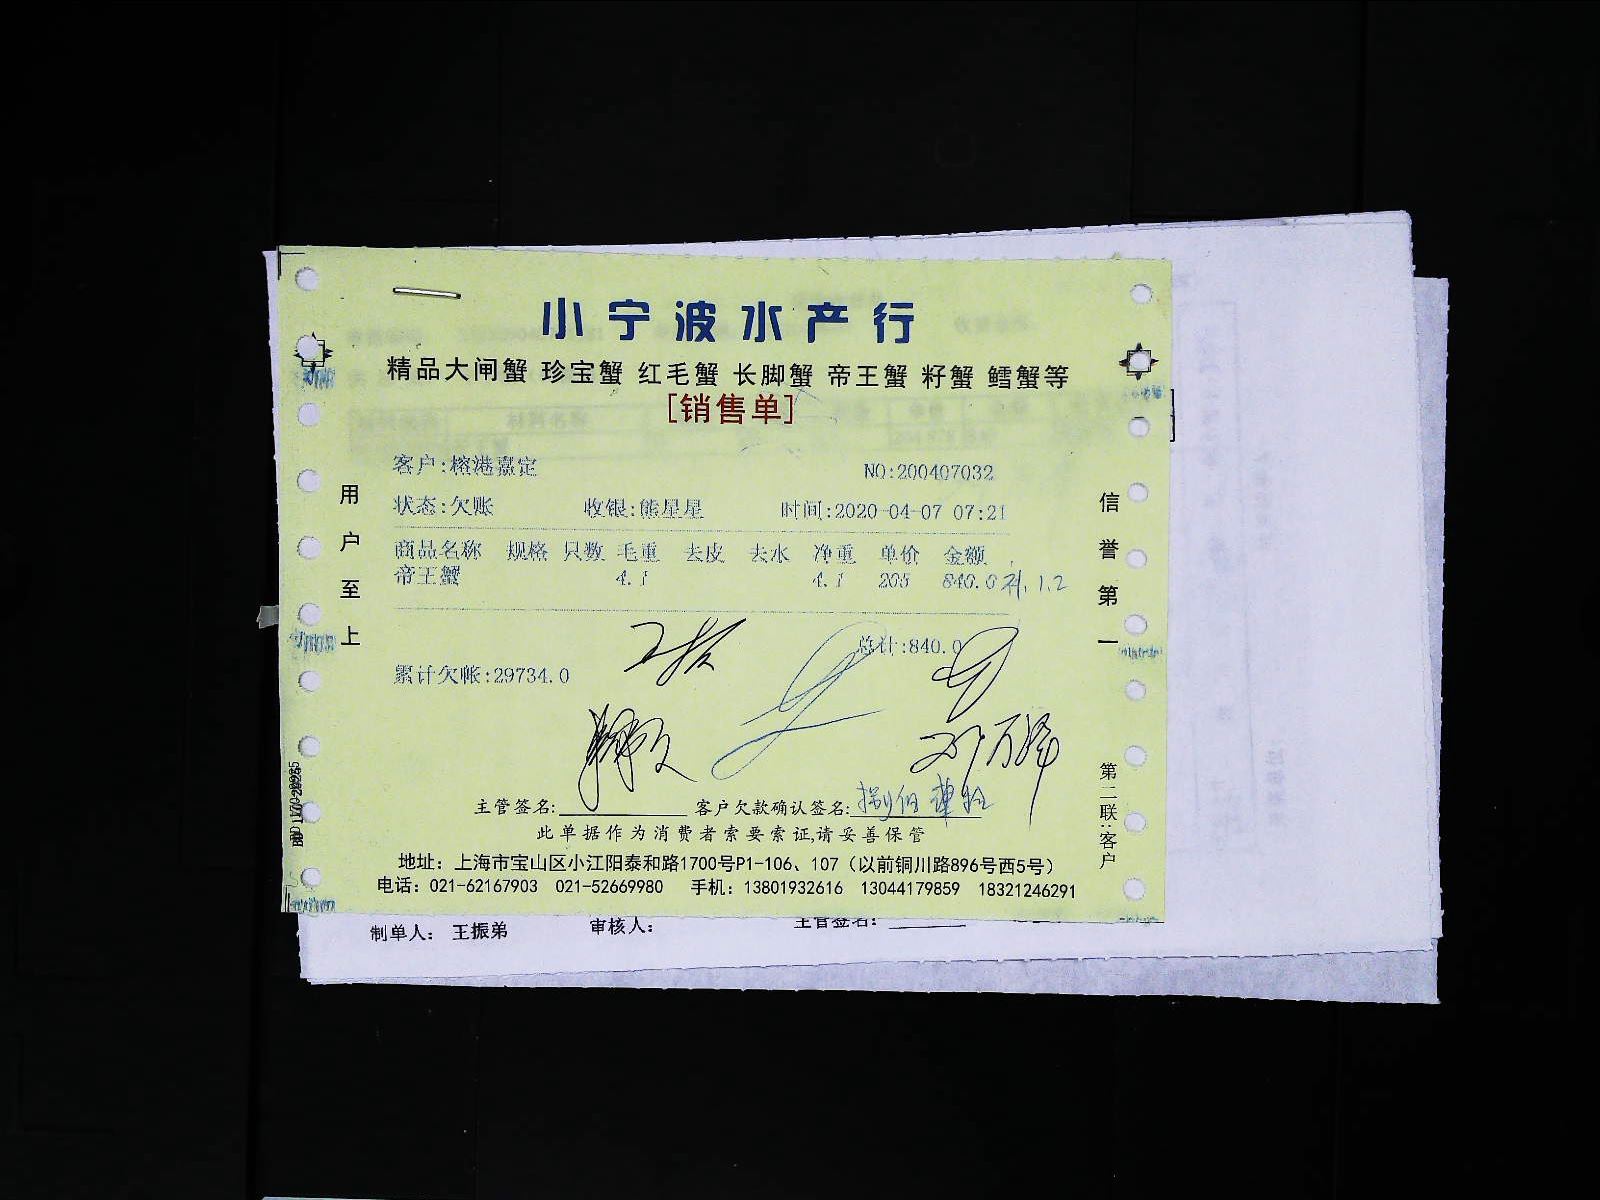 小宁波水产行
精品大闸蟹 珍宝蟹 红毛蟹 长脚蟹 帝王蟹 籽蟹 鳕蟹等
[销售单]
客户:榕港嘉定 NO:200407032
状态:欠账 收银:熊星星 时间:2020-04-07 07:21
商品名称 规格 只数 毛重 去皮 去水 净重 单价 金额
帝王蟹 4.1 4.1 205 840.0
总计:840.0
累计欠帐:29734.0
主管签名: 客户欠款确认签名:
此单据作为消费者索要索证,请妥善保管
地址：上海市宝山区小江阳泰和路1700号P1-106、107（以前铜川路896号西5号）
电话：021-62167903 021-52669980 手机：13801932616 13044179859 18321246291
用户至上
信誉第一
第二联:客户
制单人： 王振弟 审核人： 主管签名：